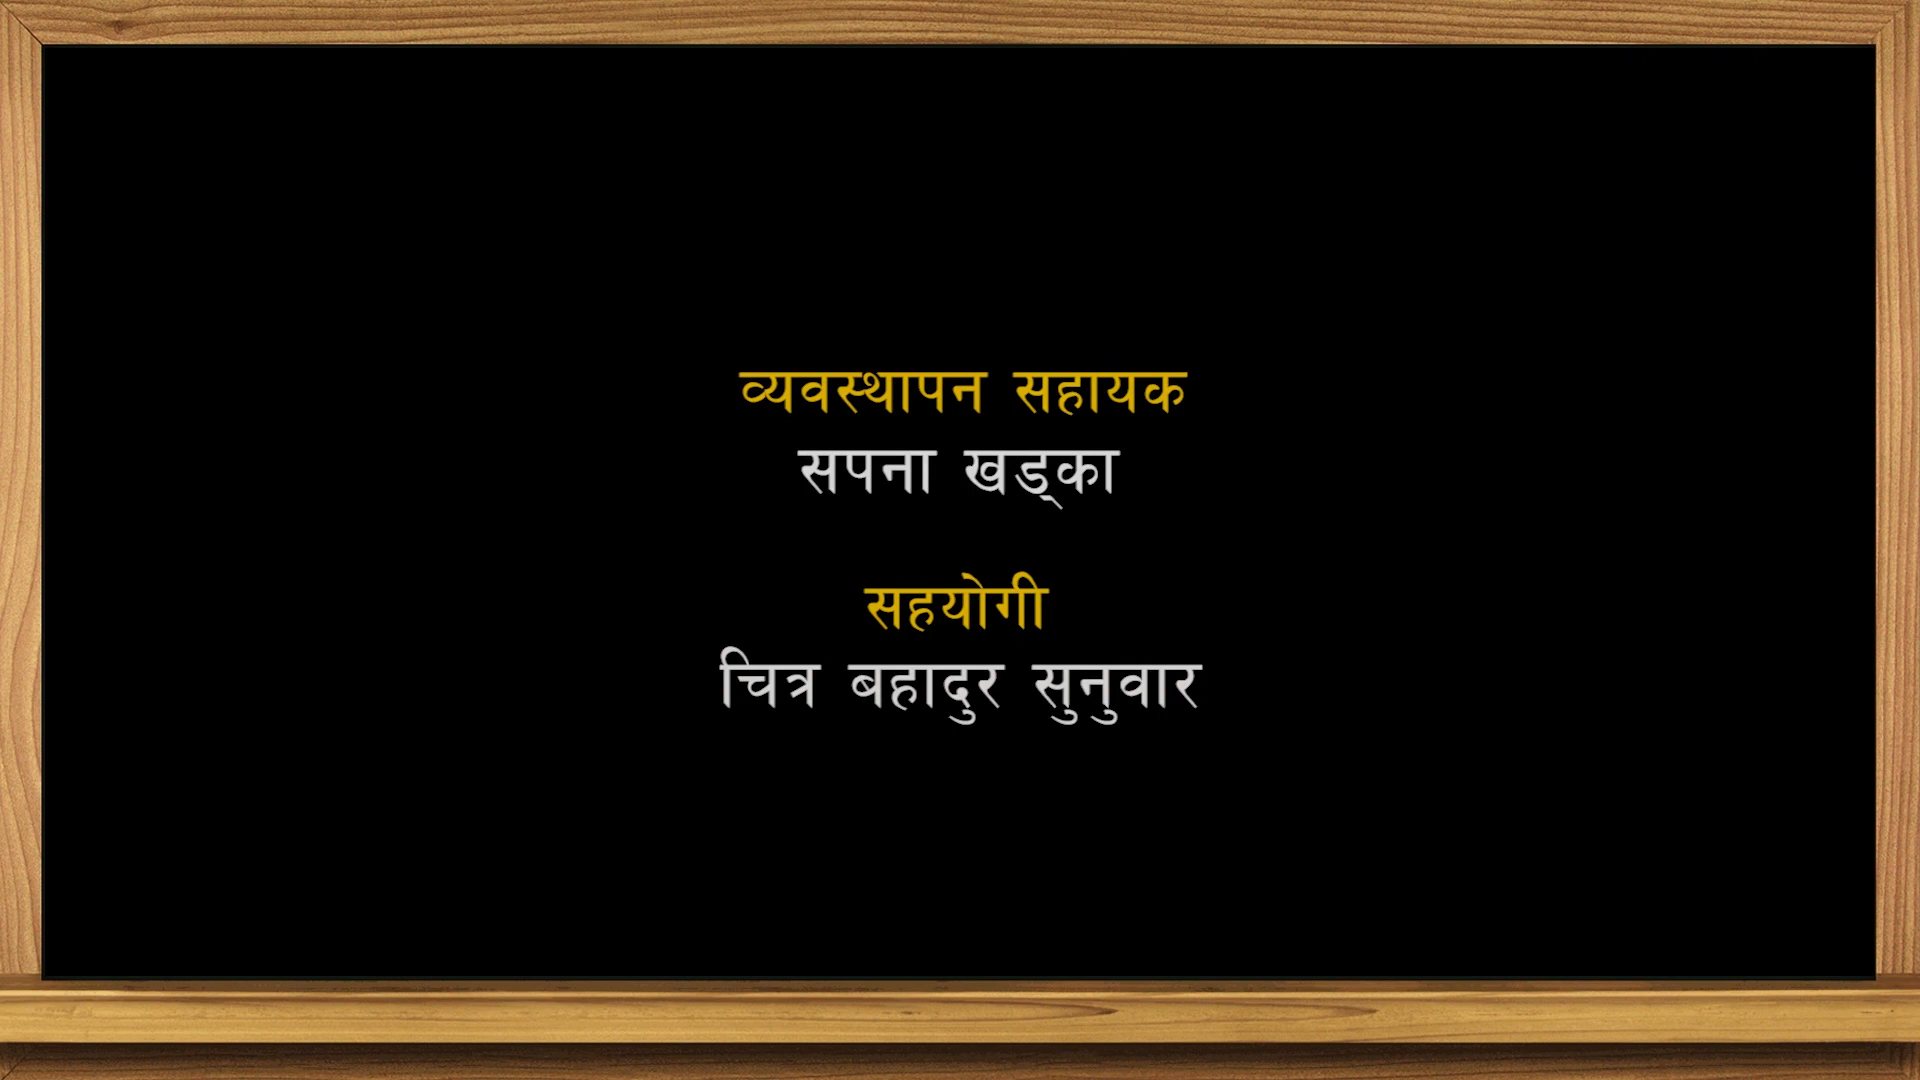 व्यवस्थापन सहायक
सपना खड्का
सहयोगी
चित्र बहादुर सुनुवार